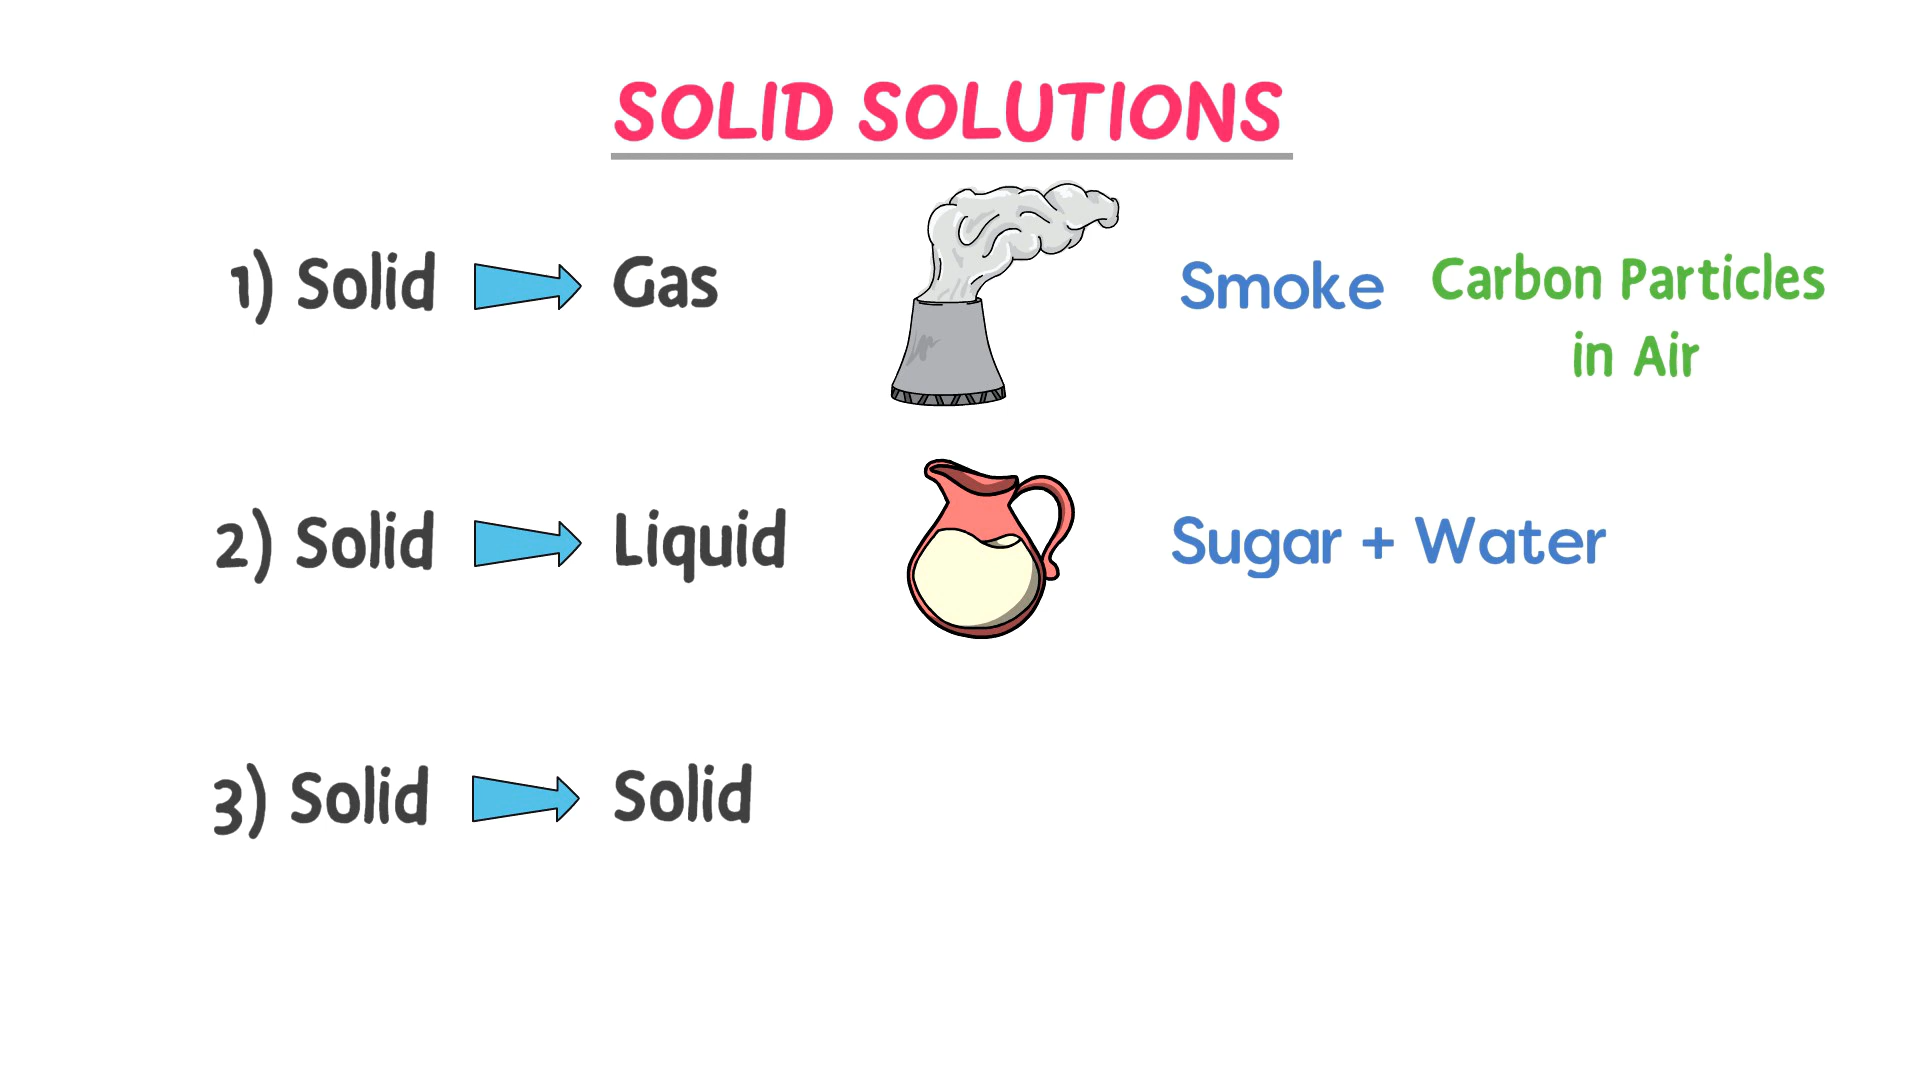 SOLID SOLUTIONS
1) Solid Gas Smoke Carbon Particles
in Air
2) Solid Liquid Sugar + Water
3) Solid Solid